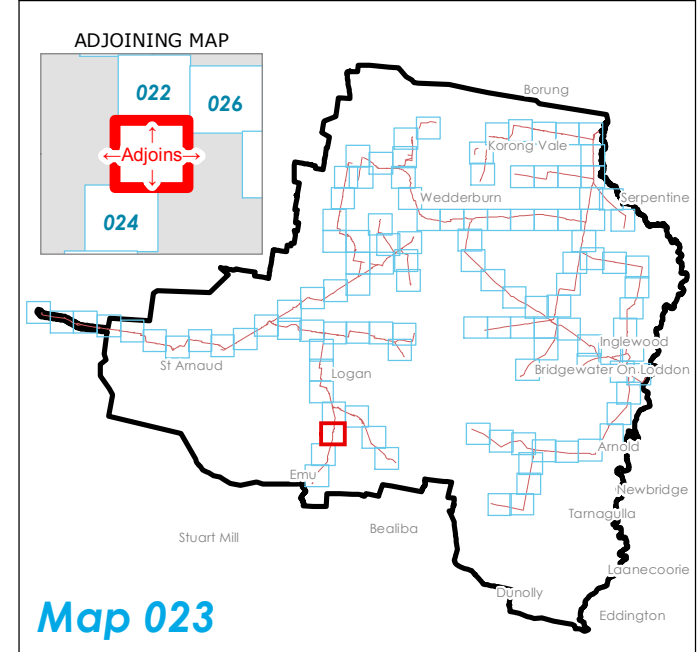 ADJOINING MAP
022
026
←Adjoins→
024
Borung
Korong Vale
Wedderburn
Serpentine
Inglewood
St Arnaud
Bridgewater On Loddon
Logan
Arnold
Emu
Newbridge
Tarnagulla
Bealiba
Stuart Mill
Laanecoorie
Dunolly
Eddington
Map 023